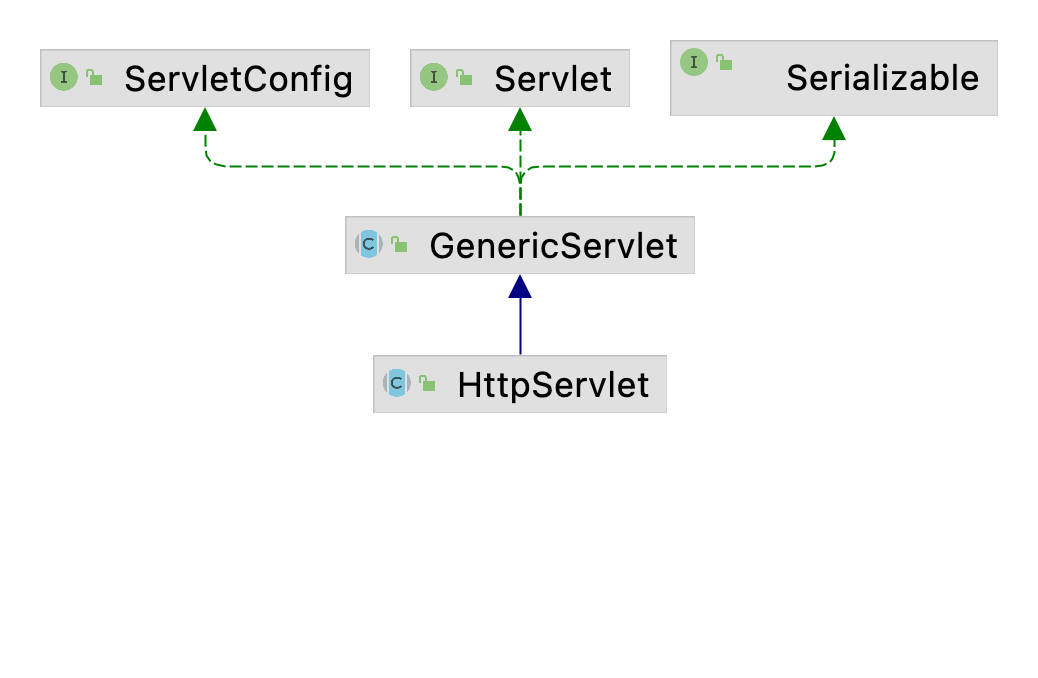 I ServletConfig
I Servlet
I Serializable
C GenericServlet
C HttpServlet